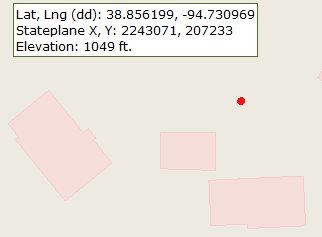 Lat, Lng (dd): 38.856199, -94.730969
Stateplane X, Y: 2243071, 207233
Elevation: 1049 ft.